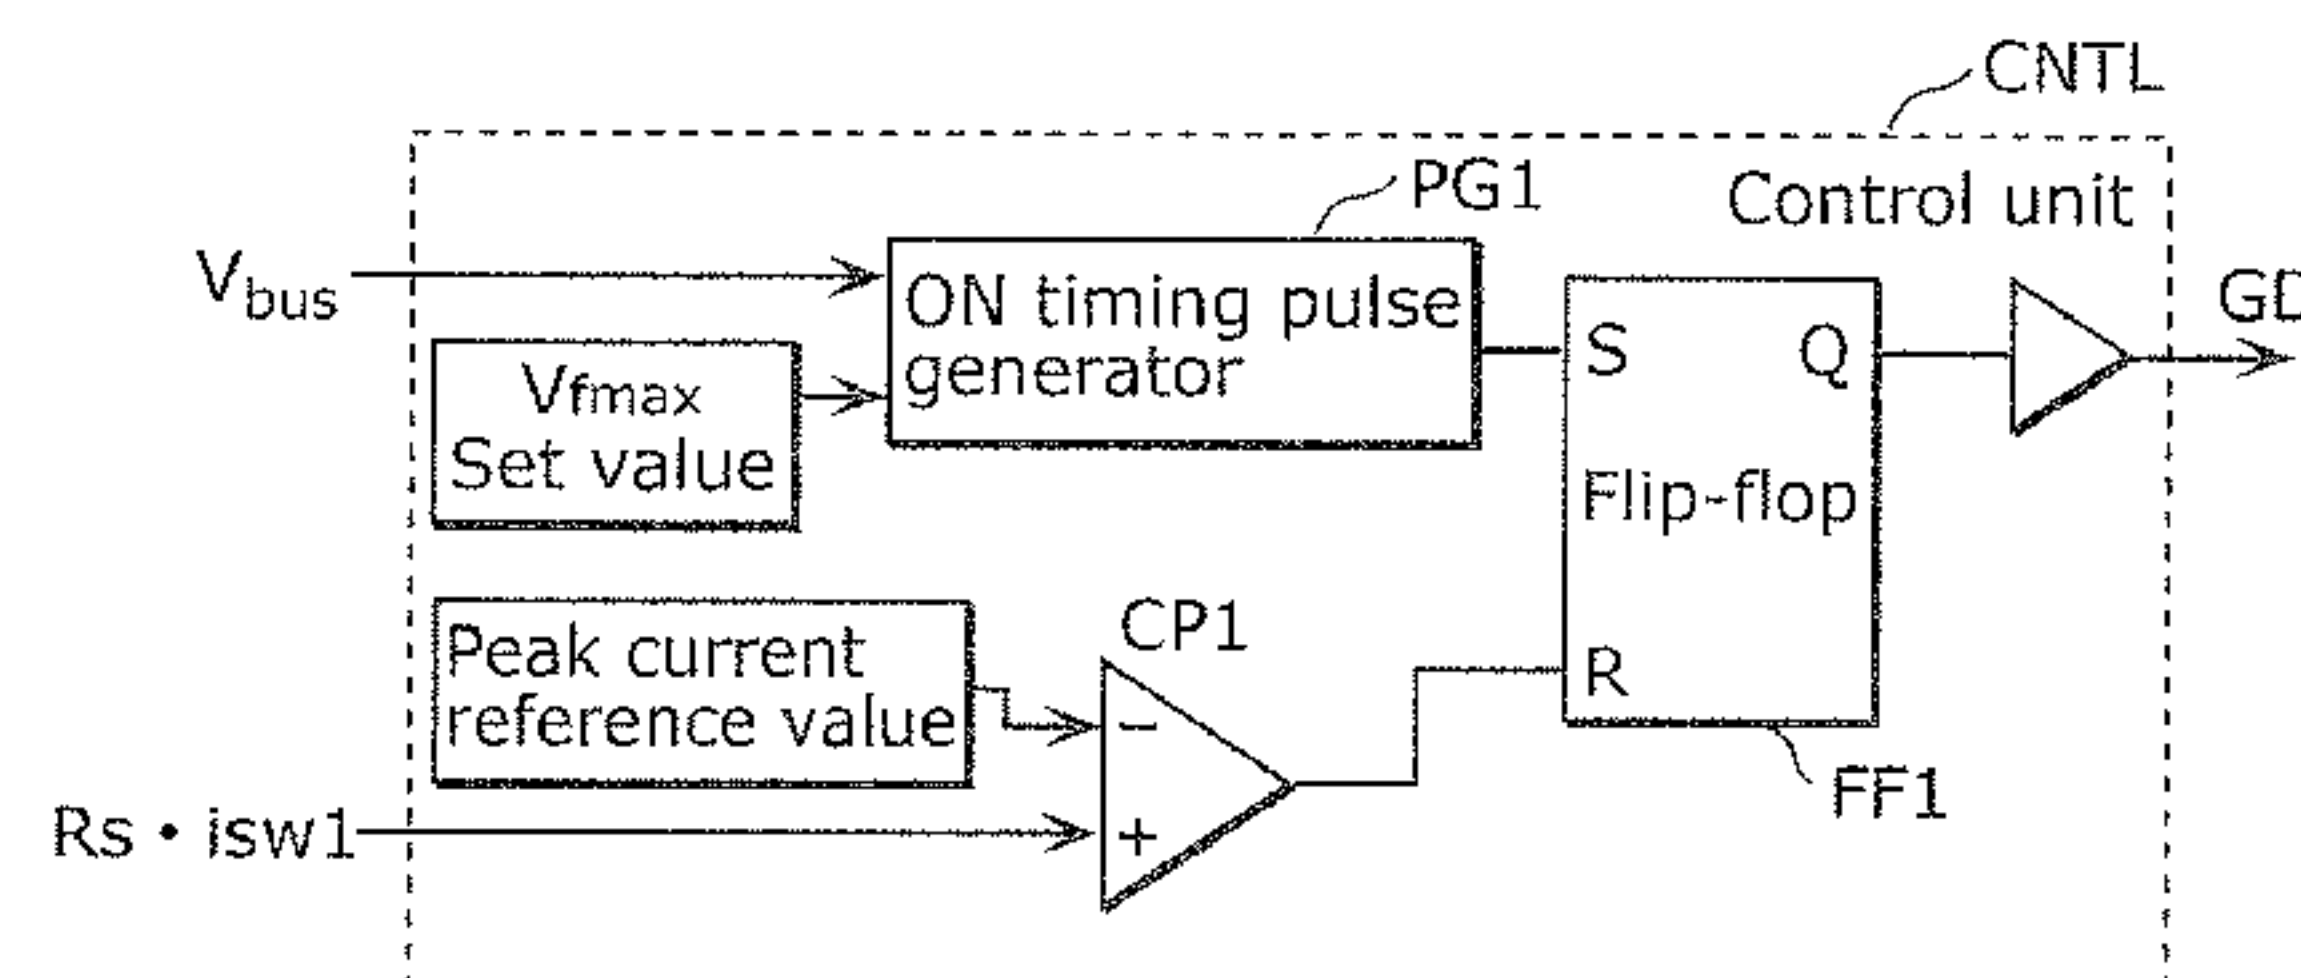 CNTL
PG1
Control unit
Vbus
ON timing pulse
generator
GD
Vfmax
Set value
S
Q
Flip-flop
R
Peak current
reference value
CP1
−
+
Rs • isw1
FF1